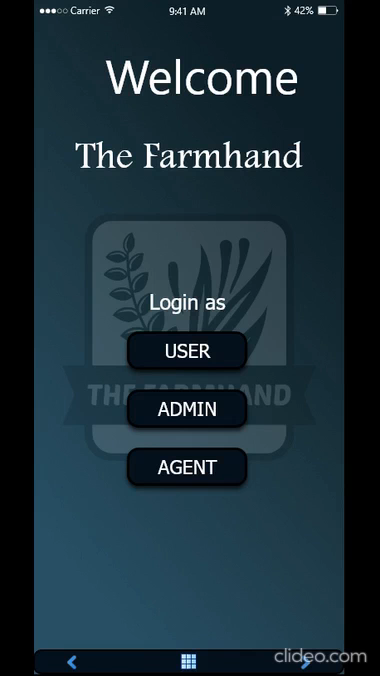 Carrier 9:41 AM 42%
Welcome
The Farmhand
Login as
USER
THE FARMHAND
ADMIN
AGENT
clideo.com